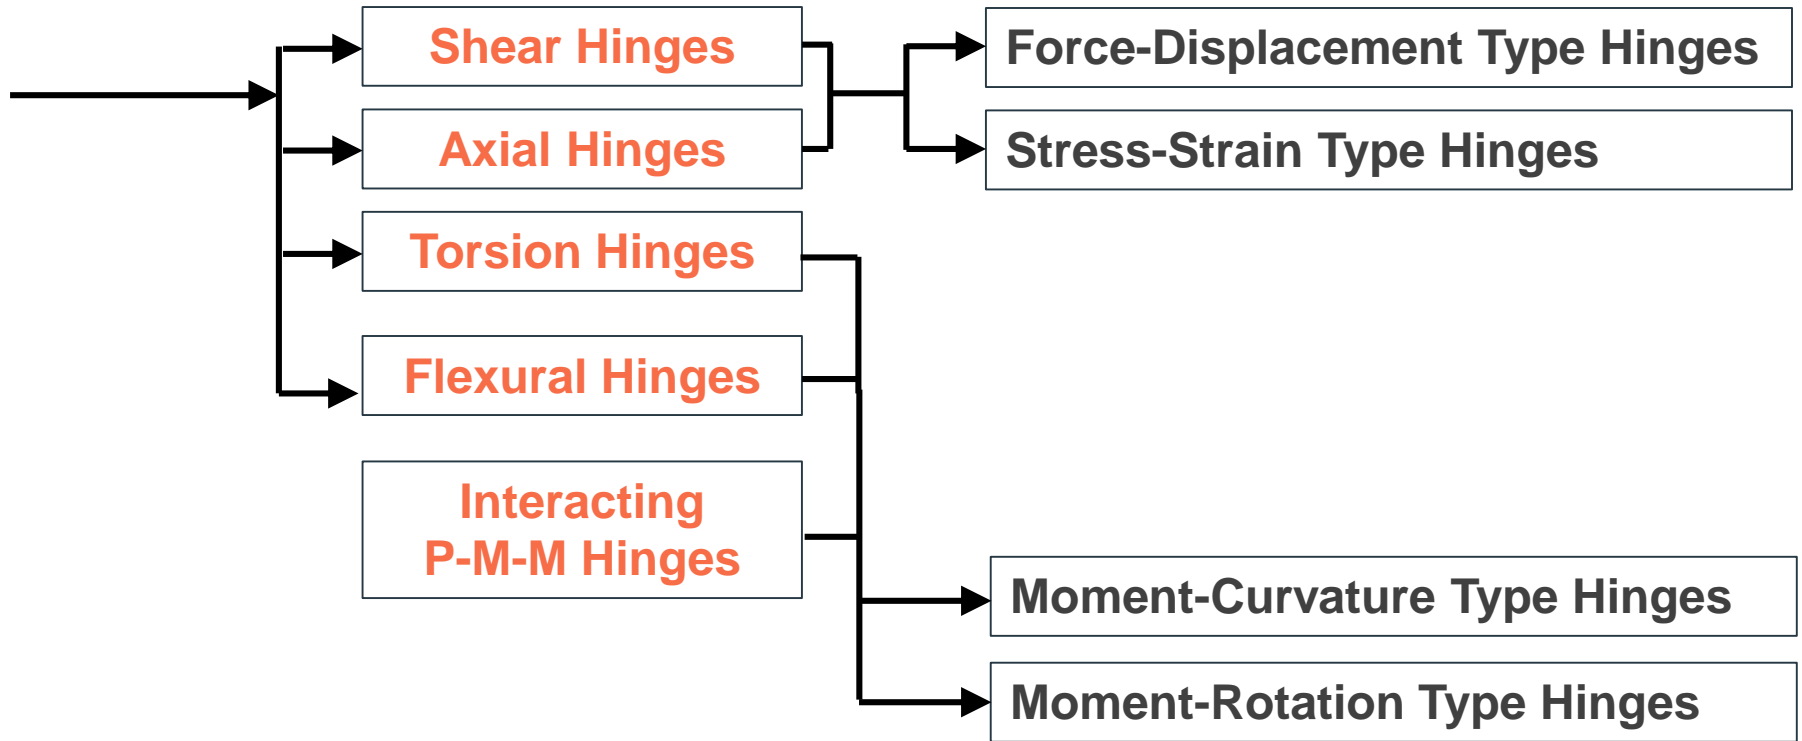 Shear Hinges
Axial Hinges
Torsion Hinges
Flexural Hinges
Interacting
P-M-M Hinges
Force-Displacement Type Hinges
Stress-Strain Type Hinges
Moment-Curvature Type Hinges
Moment-Rotation Type Hinges